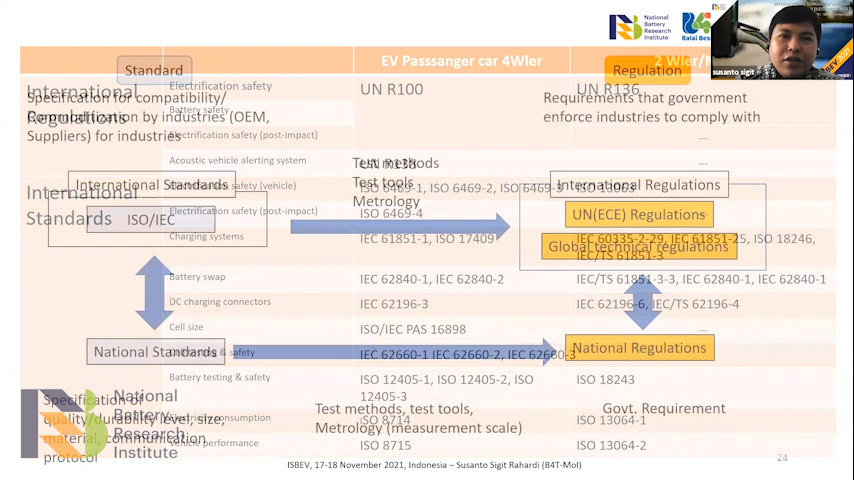 National
Battery
Research
Institute
Balai Bes
susanto sigit
EV Passsanger car 4Wler
2 Wler/M
Standard
Regulation
International
Regulations
Specification for compatibility/
Commoditization by industries (OEM,
Suppliers) for industries
Electrification safety
UN R100
UN R136
Battery safety
Requirements that government
enforce industries to comply with
Electrification safety (post-impact)
---
Acoustic vehicle alerting system
UN R138
---
Test methods
Test tools
Metrology
International
Standards
International Standards
Electrification safety (vehicle)
ISO 6469-1, ISO 6469-2, ISO 6469-3
ISO 13063
International Regulations
ISO/IEC
Electrification safety (post-impact)
ISO 6469-4
UN(ECE) Regulations
Charging systems
IEC 61851-1, ISO 17409
IEC 60335-2-29, IEC 61851-25, ISO 18246,
IEC/TS 61851-3
Global technical regulations
Battery swap
IEC 62840-1, IEC 62840-2
IEC/TS 61851-3-3, IEC 62840-1, IEC 62840-1
DC charging connectors
IEC 62196-3
IEC 62196-6, IEC/TS 62196-4
Cell size
ISO/IEC PAS 16898
---
National Standards
& safety
IEC 62660-1 IEC 62660-2, IEC 62660-3
National Regulations
Battery testing & safety
ISO 12405-1, ISO 12405-2, ISO
12405-3
ISO 18243
National
Battery
Research
Institute
Specification of
quality/durability level, size,
material, communication
protocol
Electricity consumption
ISO 8714
ISO 13064-1
Test methods, test tools,
Metrology (measurement scale)
Govt. Requirement
Vehicle performance
ISO 8715
ISO 13064-2
24
ISBEV, 17-18 November 2021, Indonesia – Susanto Sigit Rahardi (B4T-MoI)